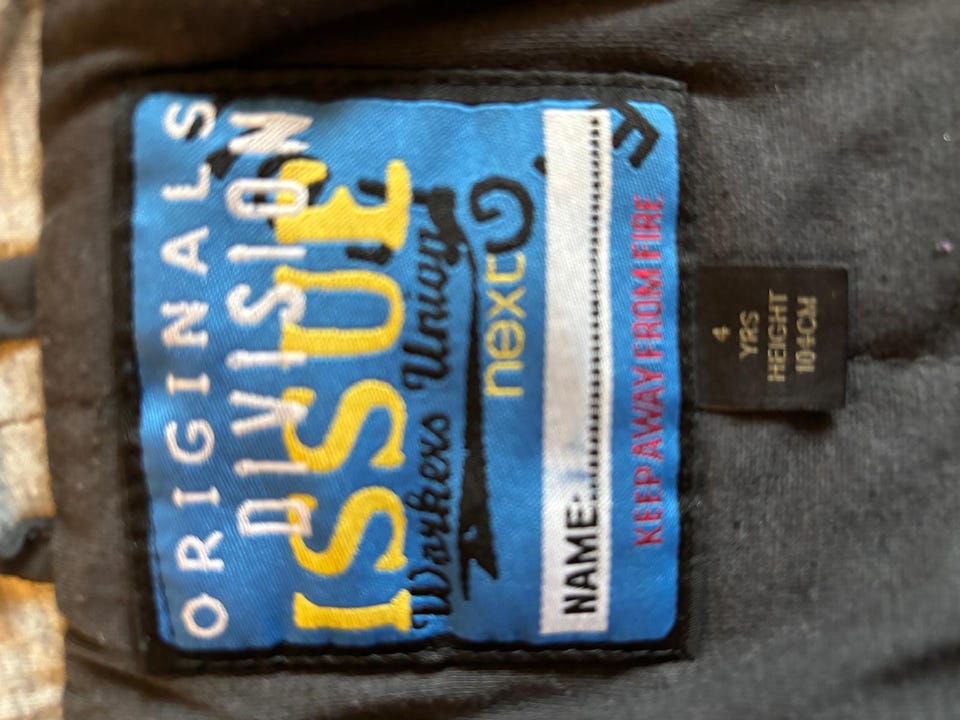 ORIGINALS
DIVISION
ISSUE
Workers Union
next
NAME:
KEEP AWAY FROM FIRE
4
YRS
HEIGHT
104CM